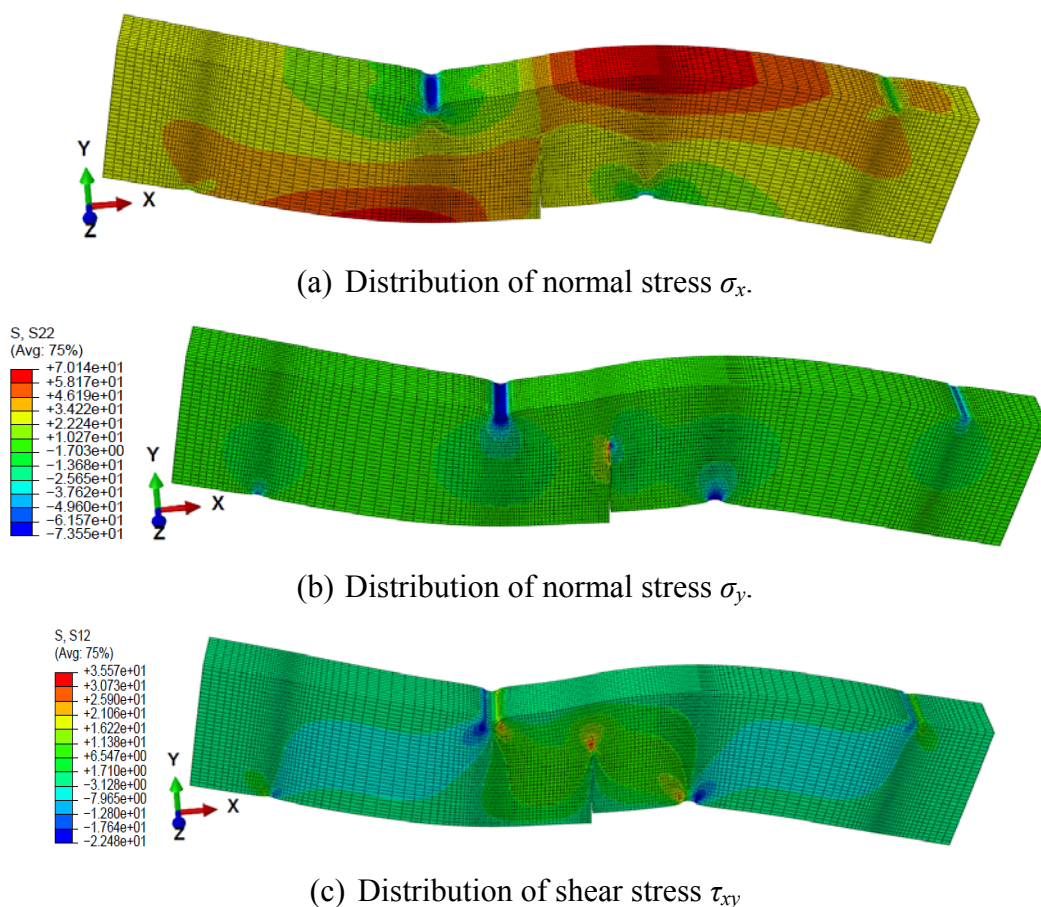 Y
X
Z
(a) Distribution of normal stress σx.
S, S22
(Avg: 75%)
+7.014e+01
+5.817e+01
+4.619e+01
+3.422e+01
+2.224e+01
+1.027e+01
−1.703e+00
−1.368e+01
−2.565e+01
−3.762e+01
−4.960e+01
−6.157e+01
−7.355e+01
Y
X
Z
(b) Distribution of normal stress σy.
S, S12
(Avg: 75%)
+3.557e+01
+3.073e+01
+2.590e+01
+2.106e+01
+1.622e+01
+1.138e+01
+6.547e+00
+1.710e+00
−3.128e+00
−7.965e+00
−1.280e+01
−1.764e+01
−2.248e+01
Y
X
Z
(c) Distribution of shear stress τxy